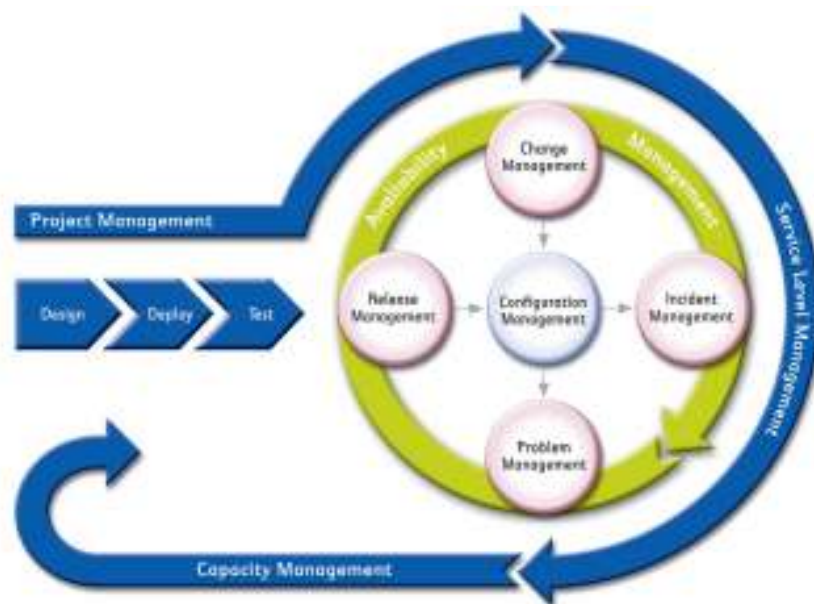 Availability
Management
Change
Management
Project Management
Service Level Management
Design
Deploy
Test
Release
Management
Configuration
Management
Incident
Management
Problem
Management
Capacity Management